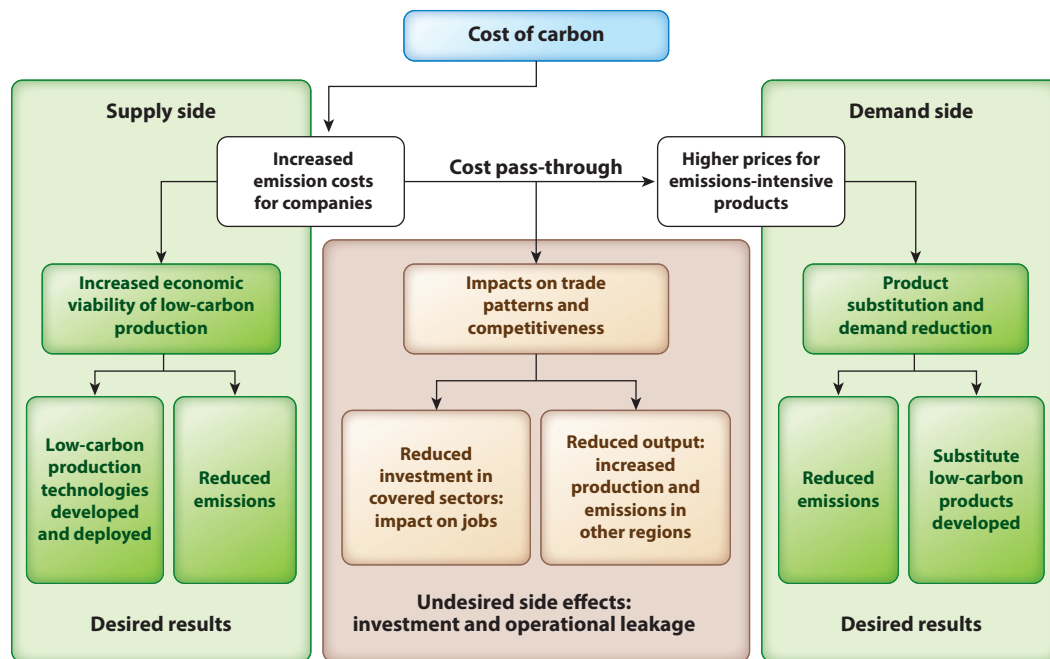 Cost of carbon
Supply side
Demand side
Increased
emission costs
for companies
Cost pass-through
Higher prices for
emissions-intensive
products
Increased economic
viability of low-carbon
production
Impacts on trade
patterns and
competitiveness
Product
substitution and
demand reduction
Low-carbon
production
technologies
developed
and deployed
Reduced
emissions
Reduced
investment in
covered sectors:
impact on jobs
Reduced output:
increased
production and
emissions in
other regions
Reduced
emissions
Substitute
low-carbon
products
developed
Desired results
Undesired side effects:
investment and operational leakage
Desired results